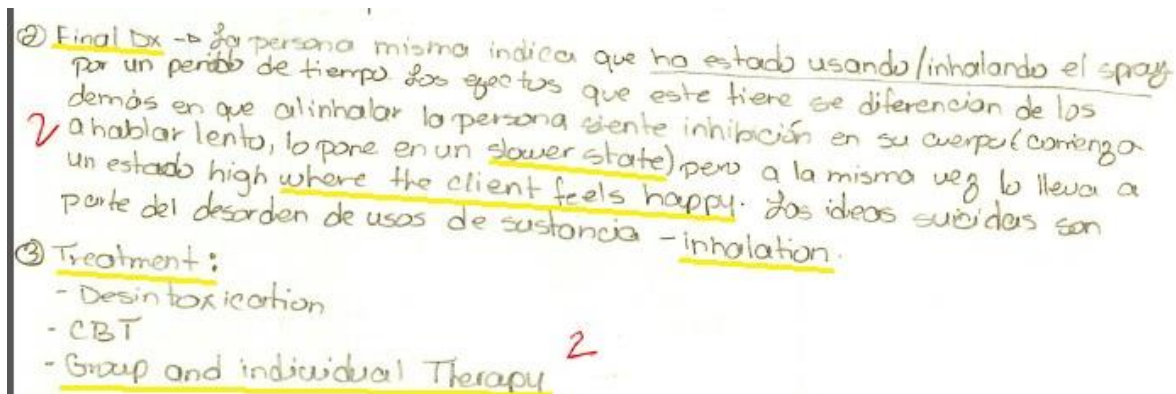 ② Final Dx -> La persona misma indica que ha estado usando/inhalando el spray
por un periodo de tiempo. Los efectos que este tiene se diferencian de los
demás en que al inhalar la persona siente inhibición en su cuerpo (comienza
2 a hablar lento, lo pone en un slower state) pero a la misma vez lo lleva a
un estado high where the client feels happy. Los ideas suicidas son
parte del desorden de usos de sustancia - inhalation.
③ Treatment:
- Desintoxication
- CBT
- Group and individual Therapy 2